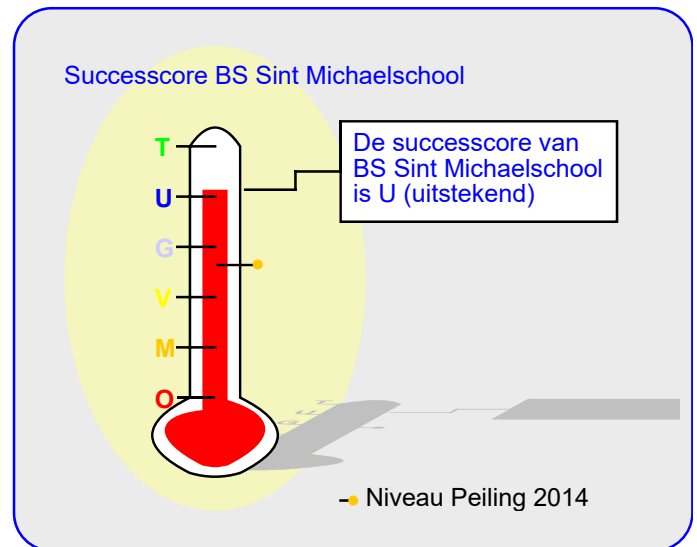 Successcore BS Sint Michaelschool
De successcore van
BS Sint Michaelschool
is U (uitstekend)
T
U
G
V
M
O
T
U
G
Niveau Peiling 2014